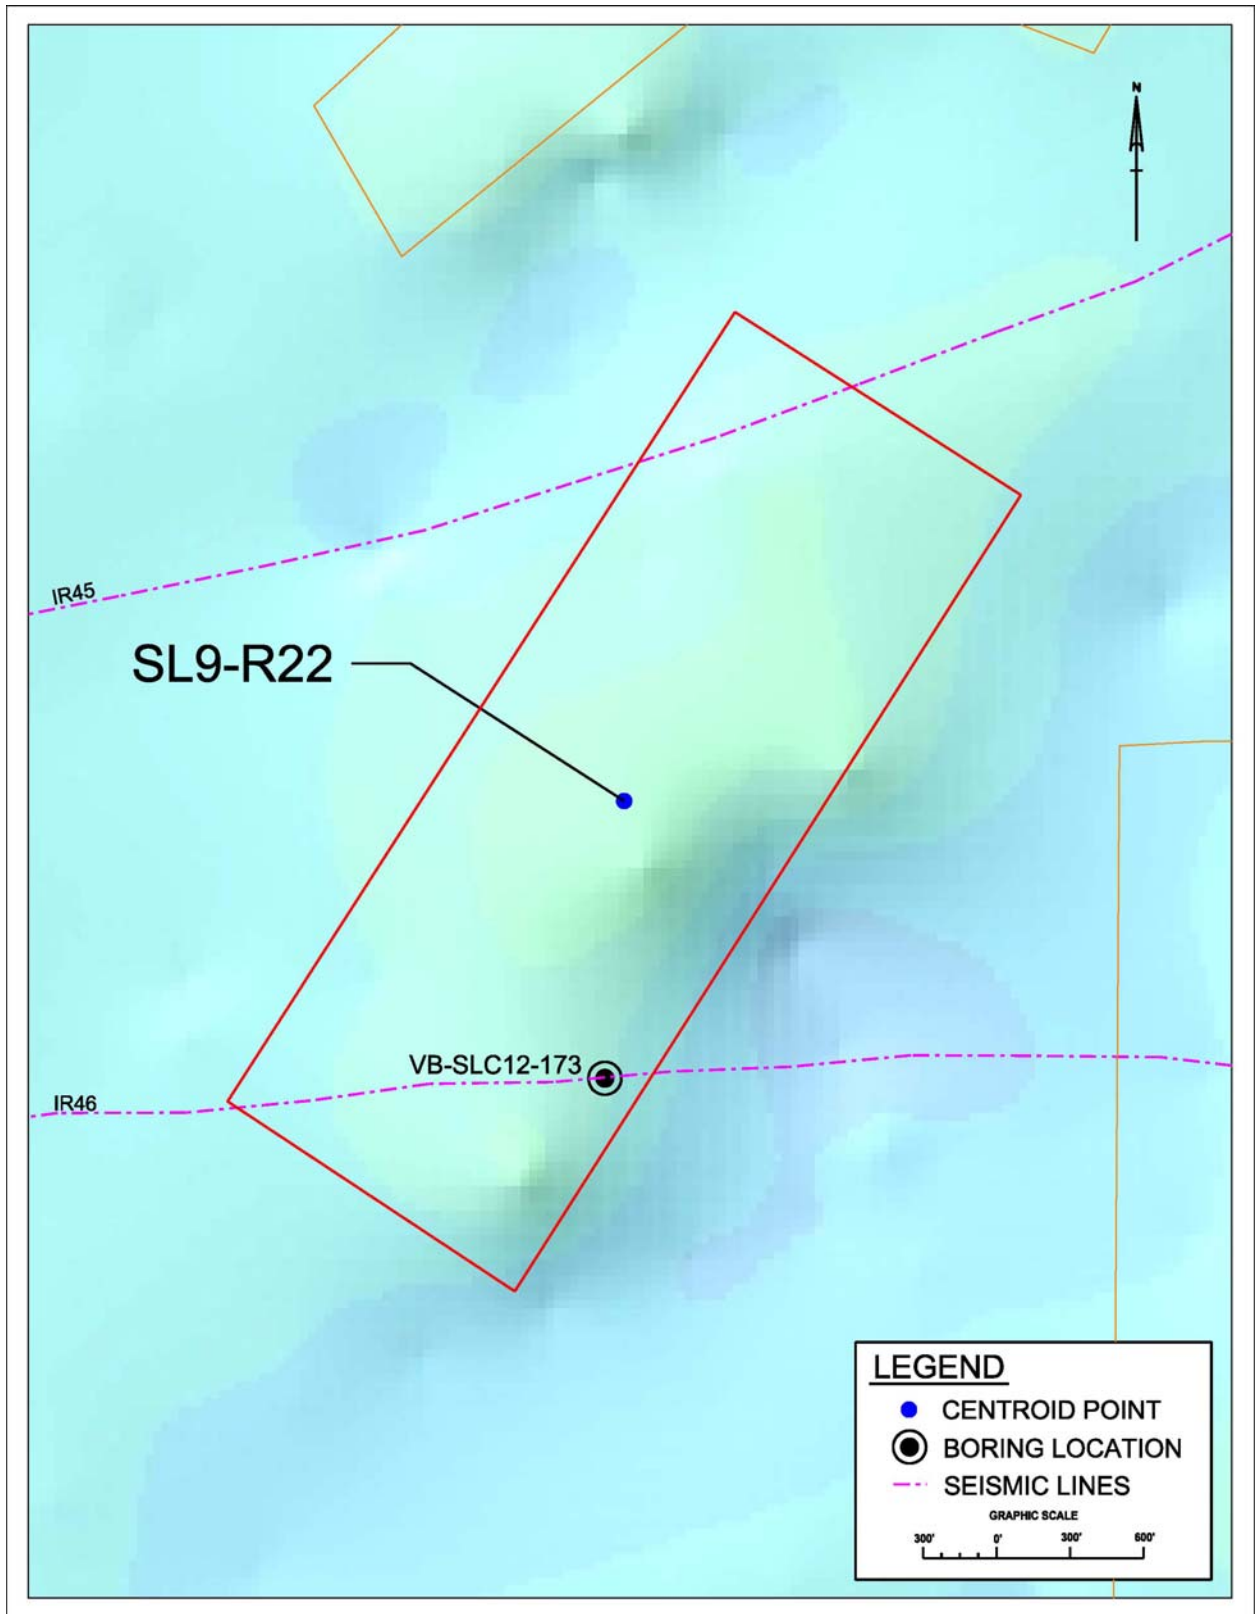 N
IR45
SL9-R22
VB-SLC12-173
IR46
LEGEND
CENTROID POINT
BORING LOCATION
SEISMIC LINES
GRAPHIC SCALE
300' 0' 300' 600'